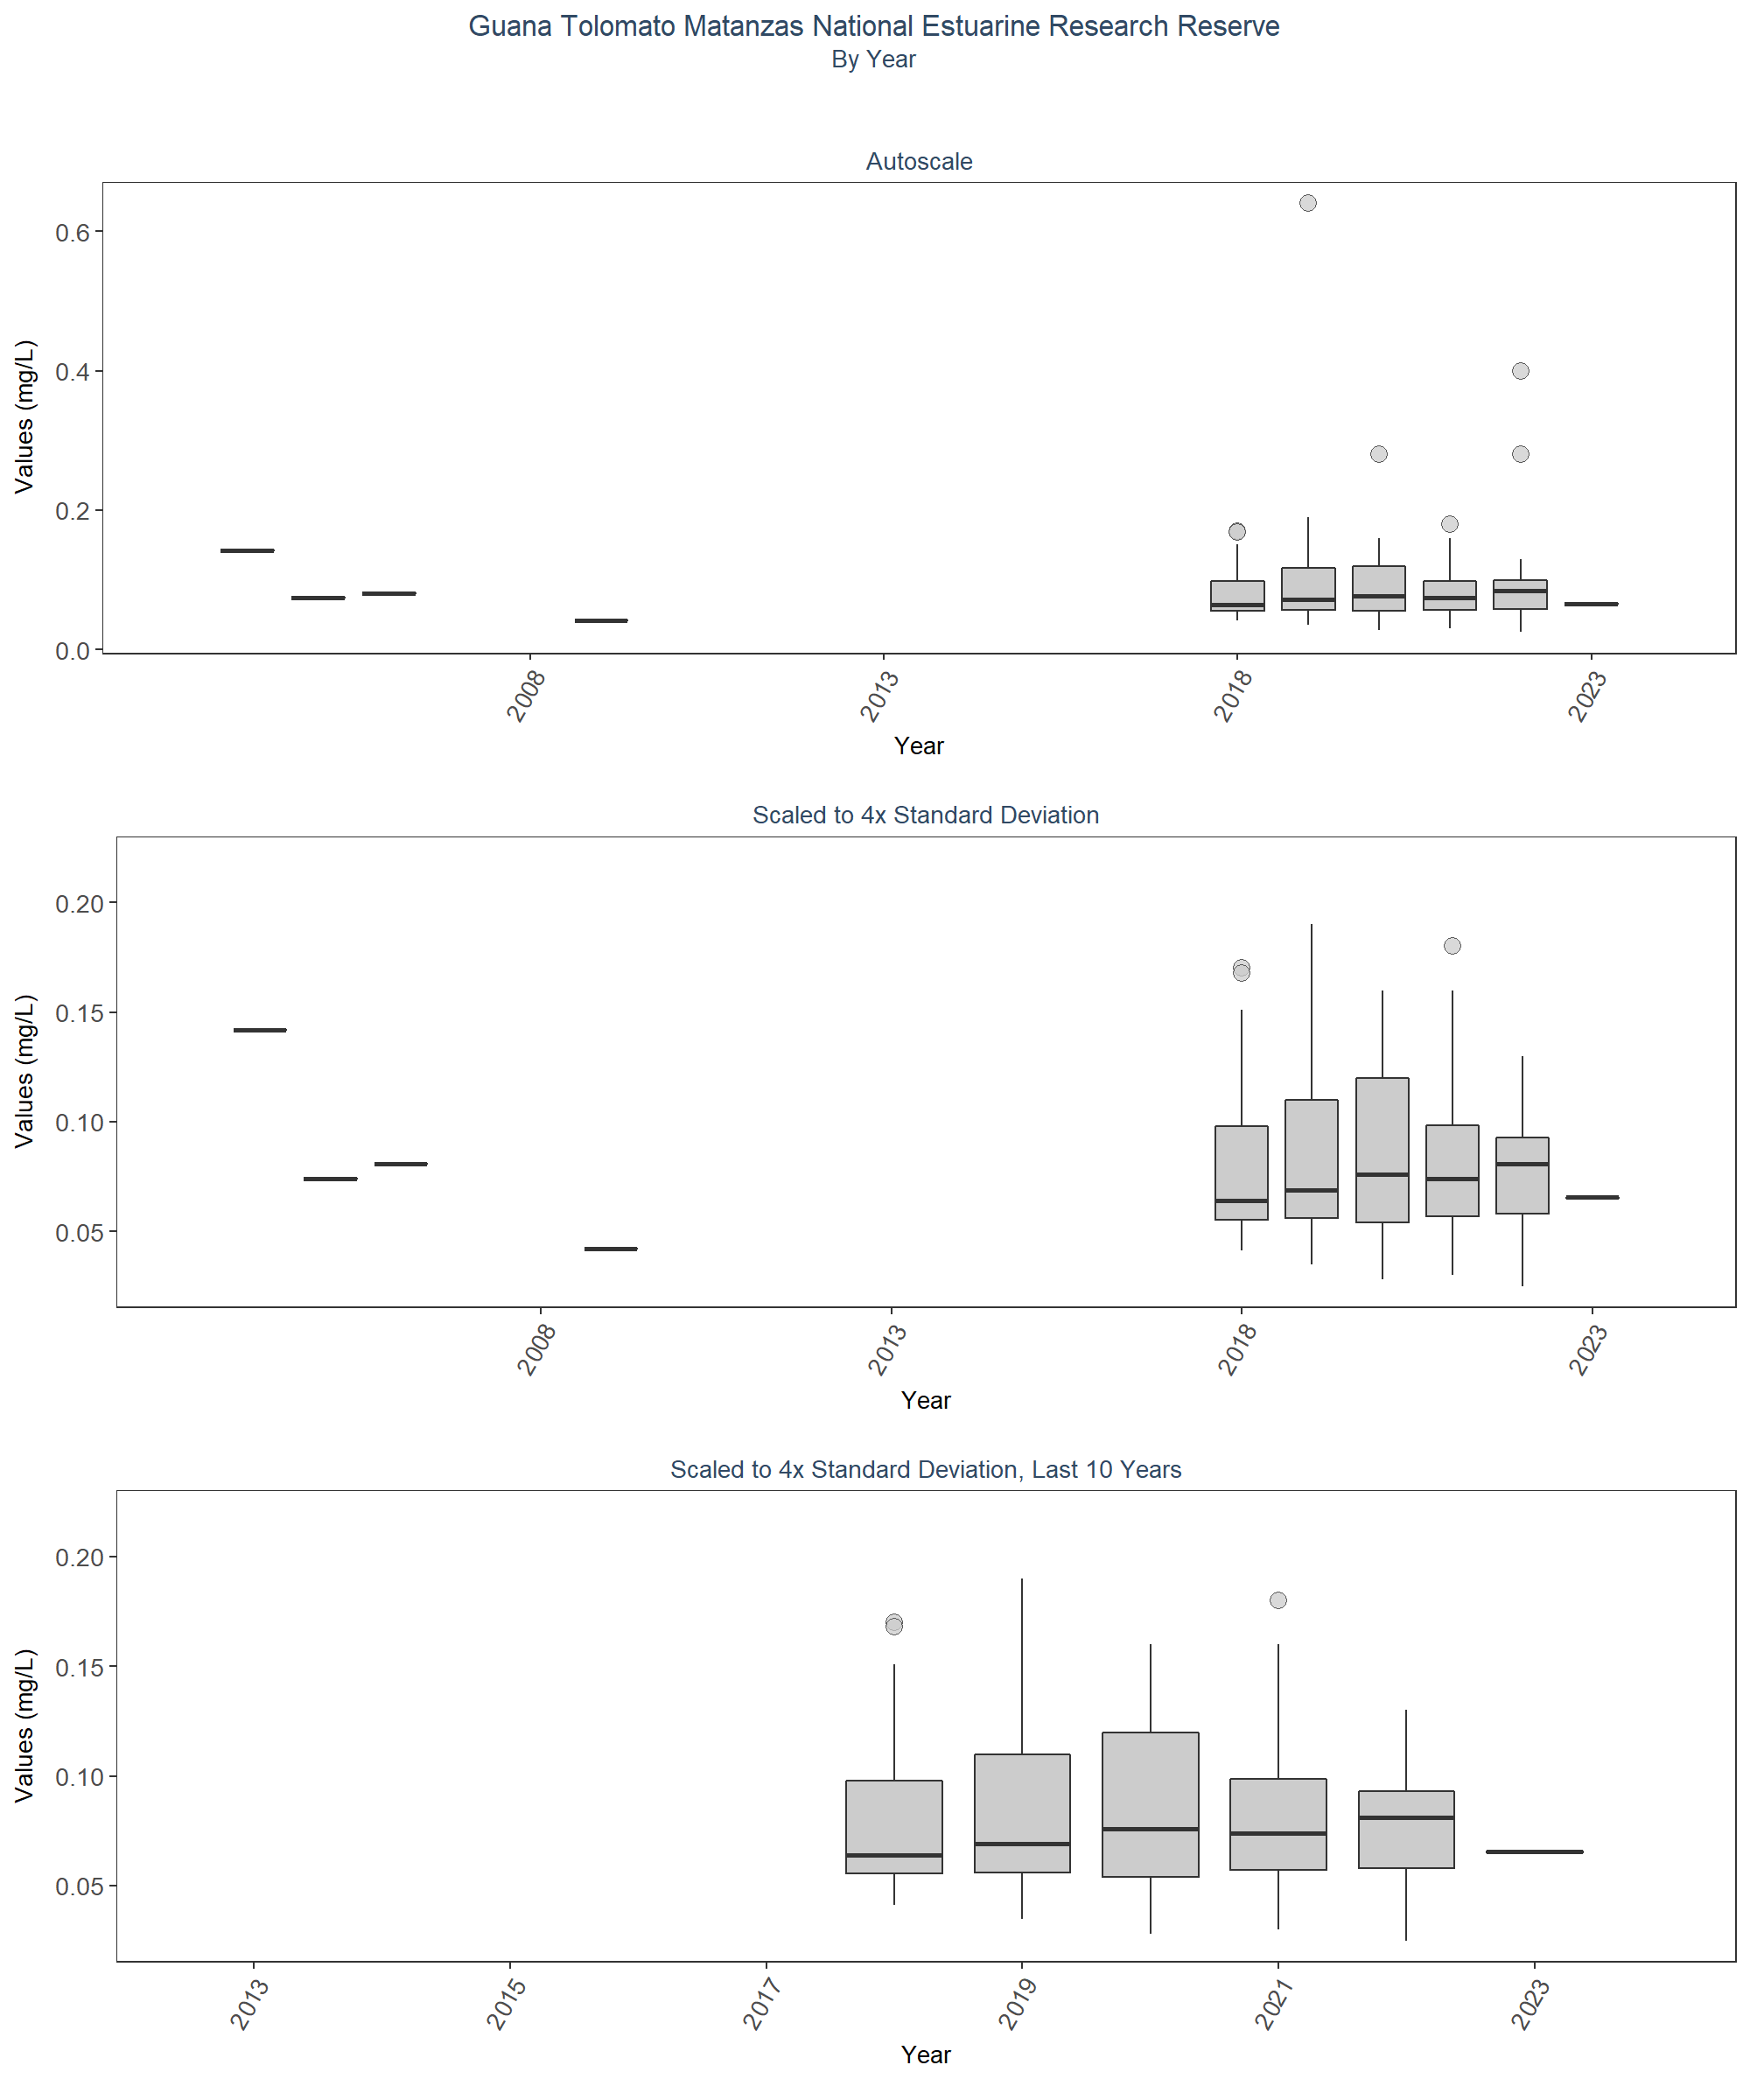 Guana Tolomato Matanzas National Estuarine Research Reserve
By Year
Autoscale
Values (mg/L)
0.6
0.4
0.2
0.0
2008
2013
2018
2023
Year
Scaled to 4x Standard Deviation
Values (mg/L)
0.20
0.15
0.10
0.05
2008
2013
2018
2023
Year
Scaled to 4x Standard Deviation, Last 10 Years
Values (mg/L)
0.20
0.15
0.10
0.05
2013
2015
2017
2019
2021
2023
Year